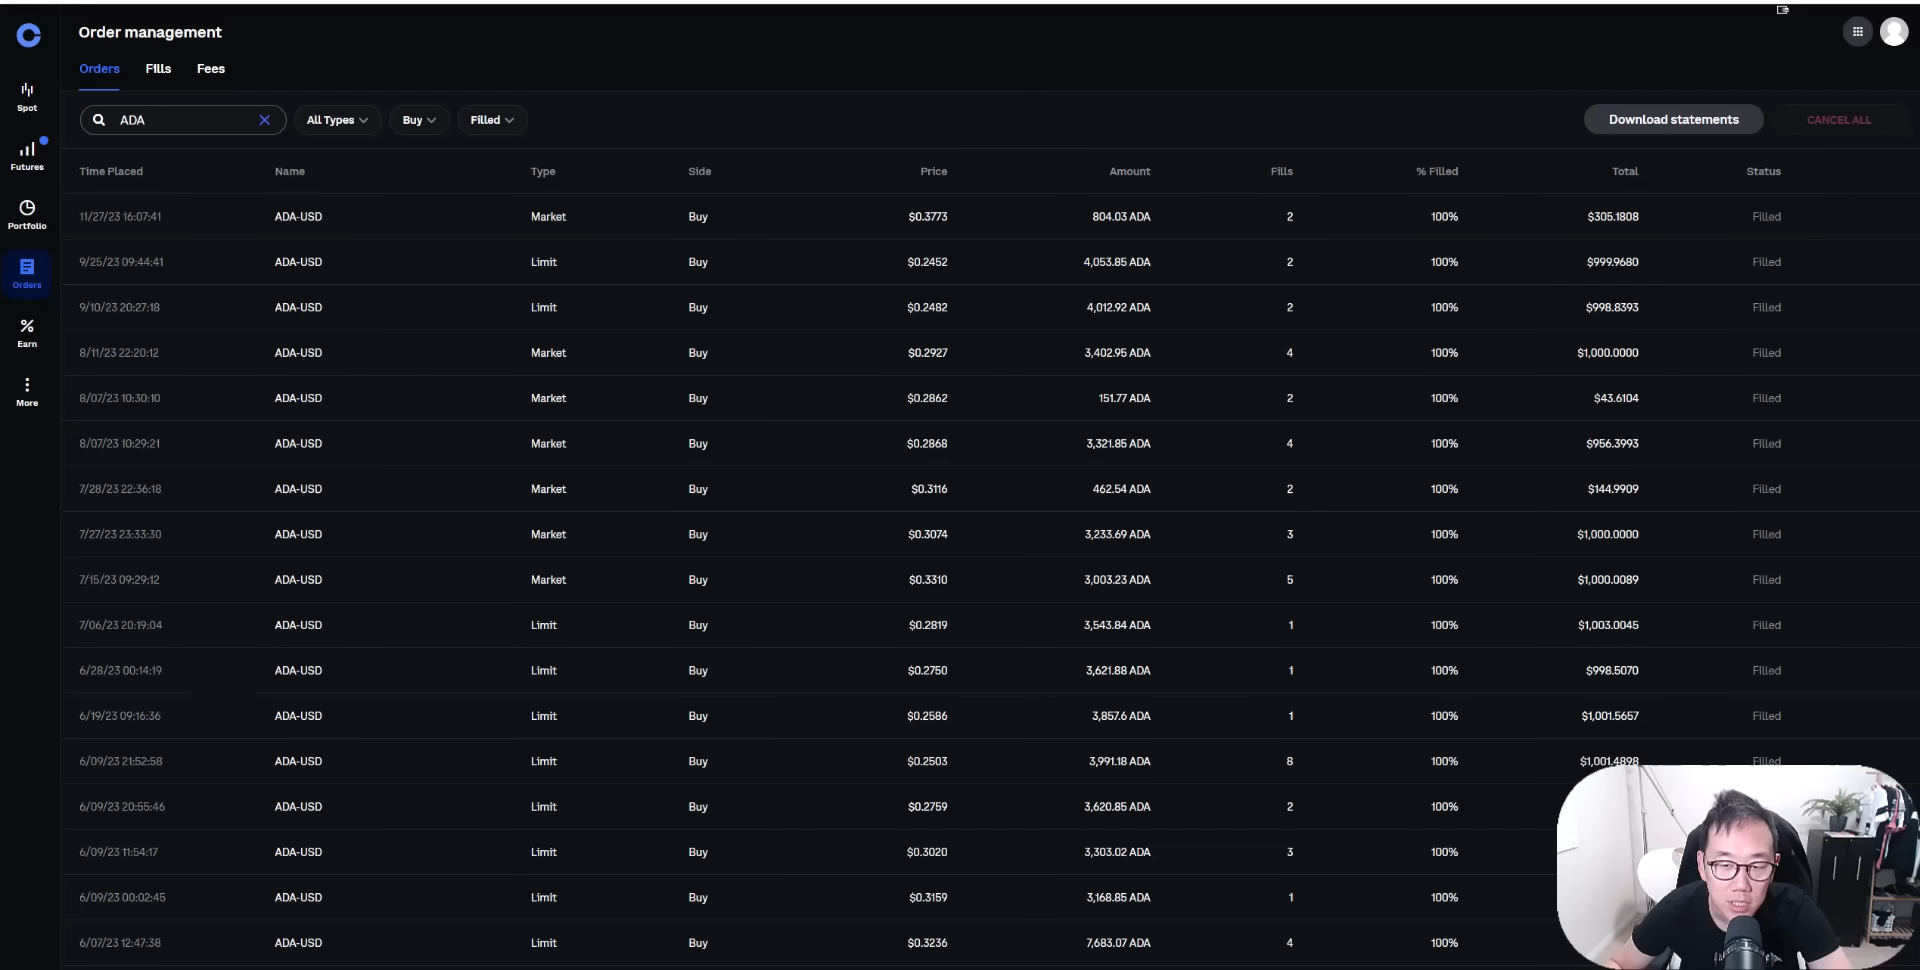 Order management
Orders Fills Fees
ADA All Types Buy Filled Download statements CANCEL ALL
Spot
Futures
Portfolio
Orders
Earn
More
Time Placed Name Type Side Price Amount Fills % Filled Total Status
11/27/23 16:07:41 ADA-USD Market Buy $0.3773 804.03 ADA 2 100% $305.1808 Filled
9/25/23 09:44:41 ADA-USD Limit Buy $0.2452 4,053.85 ADA 2 100% $999.9680 Filled
9/10/23 20:27:18 ADA-USD Limit Buy $0.2482 4,012.92 ADA 2 100% $998.8393 Filled
8/11/23 22:20:12 ADA-USD Market Buy $0.2927 3,402.95 ADA 4 100% $1,000.0000 Filled
8/07/23 10:30:10 ADA-USD Market Buy $0.2862 151.77 ADA 2 100% $43.6104 Filled
8/07/23 10:29:21 ADA-USD Market Buy $0.2868 3,321.85 ADA 4 100% $956.3993 Filled
7/28/23 22:36:18 ADA-USD Market Buy $0.3116 462.54 ADA 2 100% $144.9909 Filled
7/27/23 23:33:30 ADA-USD Market Buy $0.3074 3,233.69 ADA 3 100% $1,000.0000 Filled
7/15/23 09:29:12 ADA-USD Market Buy $0.3310 3,003.23 ADA 5 100% $1,000.0089 Filled
7/06/23 20:19:04 ADA-USD Limit Buy $0.2819 3,543.84 ADA 1 100% $1,003.0045 Filled
6/28/23 00:14:19 ADA-USD Limit Buy $0.2750 3,621.88 ADA 1 100% $998.5070 Filled
6/19/23 09:16:36 ADA-USD Limit Buy $0.2586 3,857.6 ADA 1 100% $1,001.5657 Filled
6/09/23 21:52:58 ADA-USD Limit Buy $0.2503 3,991.18 ADA 8 100% $1,001.4898 Filled
6/09/23 20:55:46 ADA-USD Limit Buy $0.2759 3,620.85 ADA 2 100%
6/09/23 11:54:17 ADA-USD Limit Buy $0.3020 3,303.02 ADA 3 100%
6/09/23 00:02:45 ADA-USD Limit Buy $0.3159 3,168.85 ADA 1 100%
6/07/23 12:47:38 ADA-USD Limit Buy $0.3236 7,683.07 ADA 4 100%